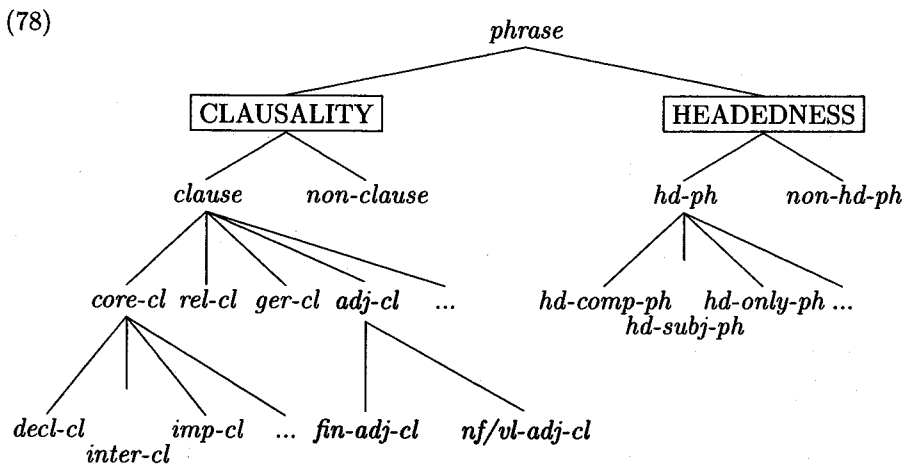 (78)
phrase
CLAUSALITY HEADEDNESS
clause non-clause hd-ph non-hd-ph
core-cl rel-cl ger-cl adj-cl ... hd-comp-ph hd-only-ph ...
hd-subj-ph
decl-cl imp-cl ... fin-adj-cl nf/vl-adj-cl
inter-cl